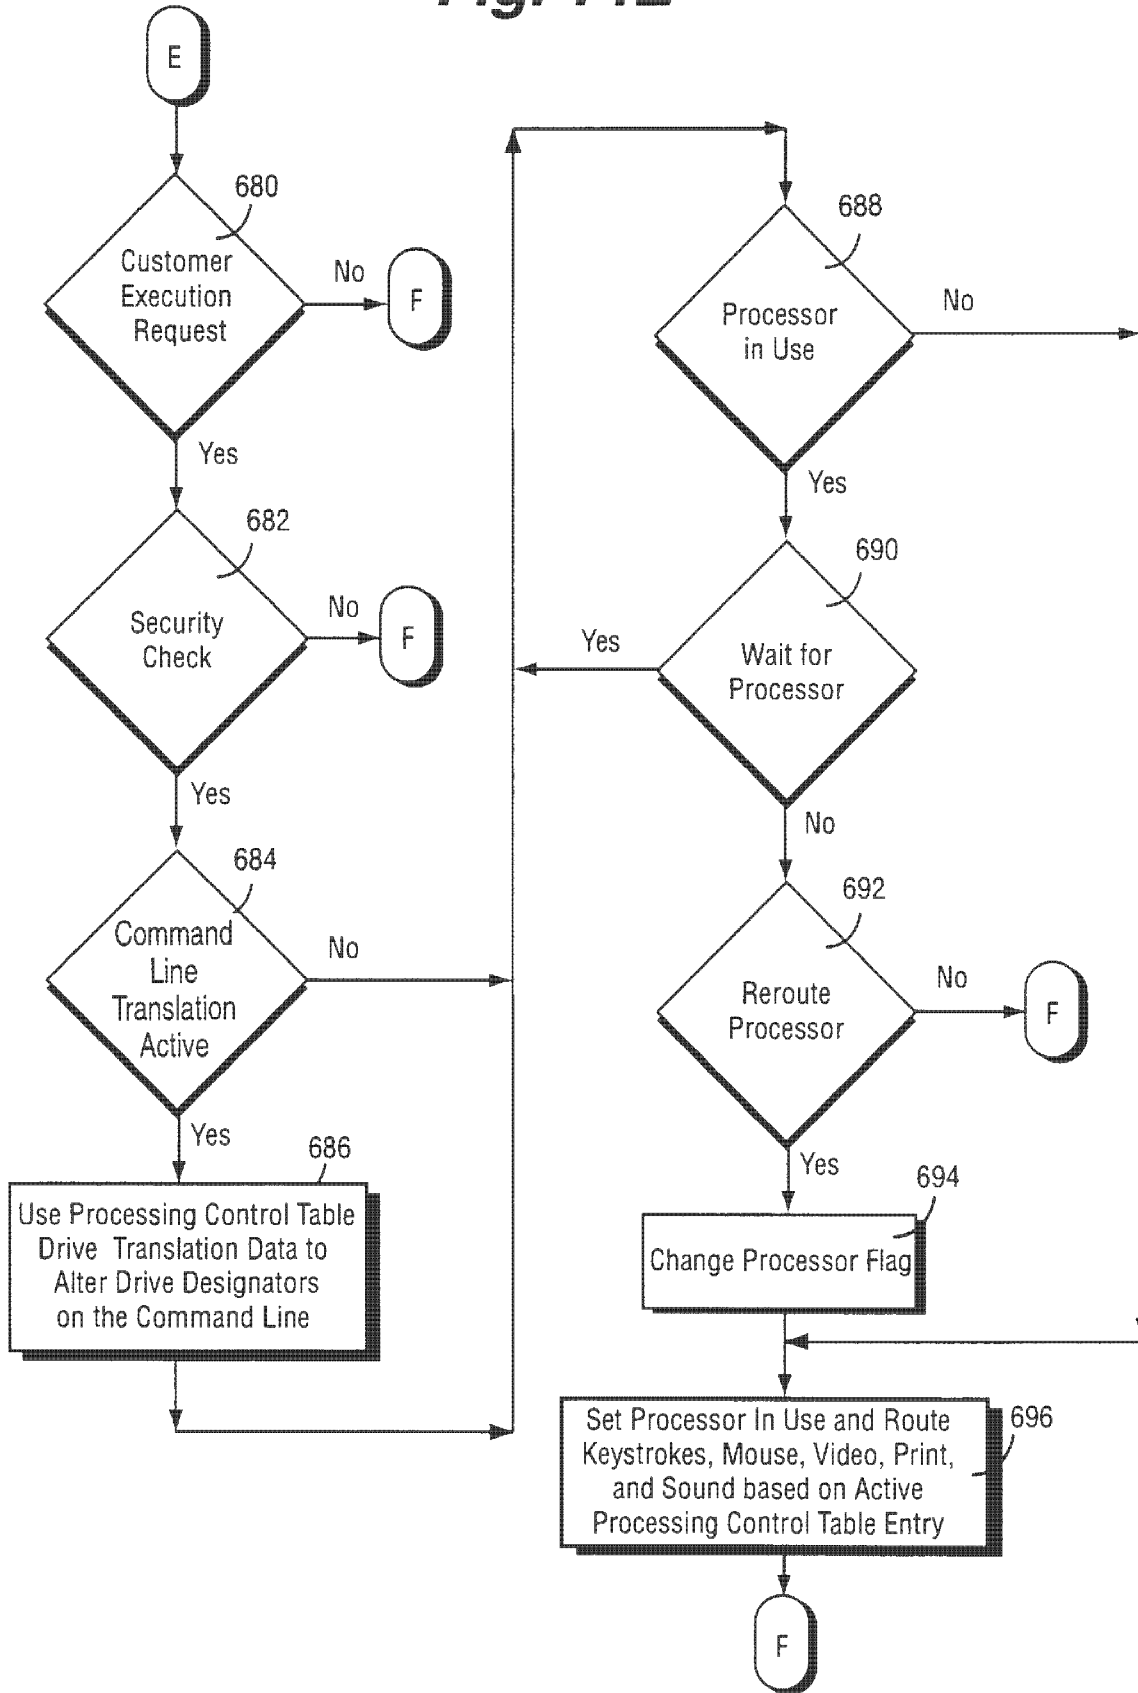 E
680
Customer
Execution
Request
No
F
Yes
682
Security
Check
No
F
Yes
684
Command
Line
Translation
Active
No
Yes
686
Use Processing Control Table
Drive Translation Data to
Alter Drive Designators
on the Command Line
688
Processor
in Use
No
Yes
690
Wait for
Processor
Yes
No
692
Reroute
Processor
No
F
Yes
694
Change Processor Flag
696
Set Processor In Use and Route
Keystrokes, Mouse, Video, Print,
and Sound based on Active
Processing Control Table Entry
F